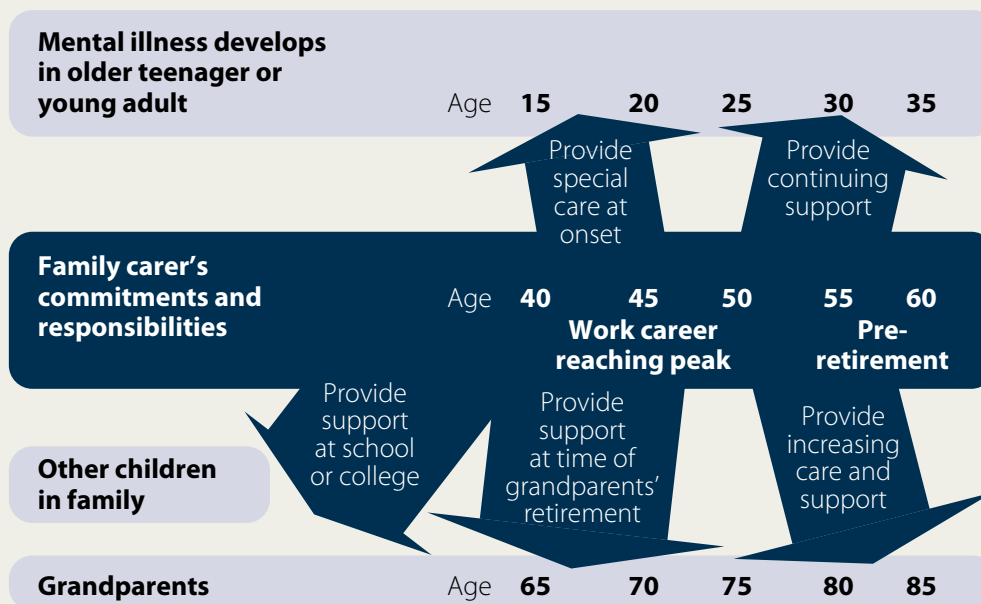 Mental illness develops
in older teenager or
young adult
Age 15 20 25 30 35
Provide
special
care at
onset
Provide
continuing
support
Family carer’s
commitments and
responsibilities
Age 40 45 50 55 60
Work career
reaching peak
Pre-
retirement
Provide
support
at school
or college
Provide
support
at time of
grandparents’
retirement
Provide
increasing
care and
support
Other children
in family
Grandparents
Age 65 70 75 80 85